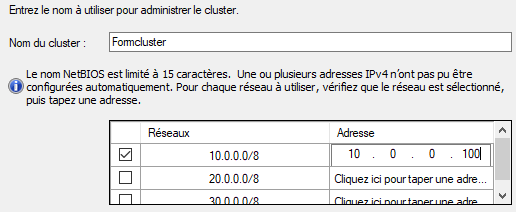 Entrez le nom à utiliser pour administrer le cluster.
Nom du cluster : Formcluster
Le nom NetBIOS est limité à 15 caractères. Une ou plusieurs adresses IPv4 n'ont pas pu être
configurées automatiquement. Pour chaque réseau à utiliser, vérifiez que le réseau est sélectionné,
puis tapez une adresse.
Réseaux Adresse
10.0.0.0/8 10 . 0 . 0 . 100
20.0.0.0/8 Cliquez ici pour taper une adre...
30.0.0.0/8 Cliquez ici pour taper une adre...